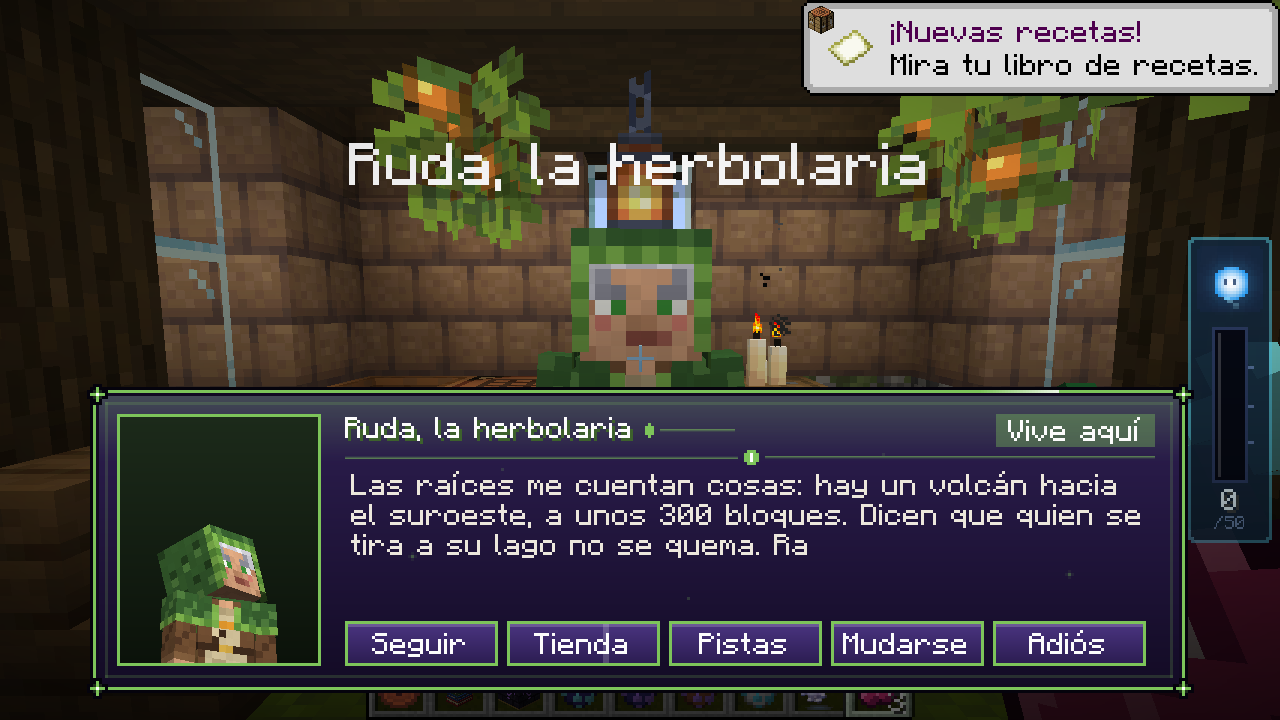 ¡Nuevas recetas!
Mira tu libro de recetas.
Ruda, la herbolaria
Ruda, la herbolaria
Vive aquí
Las raíces me cuentan cosas: hay un volcán hacia
el suroeste, a unos 300 bloques. Dicen que quien se
tira a su lago no se quema. Ra
0
/50
Seguir
Tienda
Pistas
Mudarse
Adiós
3